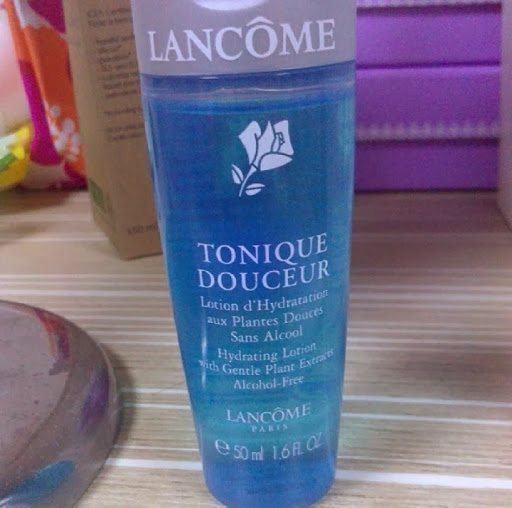 LANCÔME
TONIQUE
DOUCEUR
Lotion d'Hydratation
aux Plantes Douces
Sans Alcool
Hydrating Lotion
with Gentle Plant Extracts
Alcohol-Free
LANCÔME
PARIS
℮ 50 ml 1.6 FL. OZ.